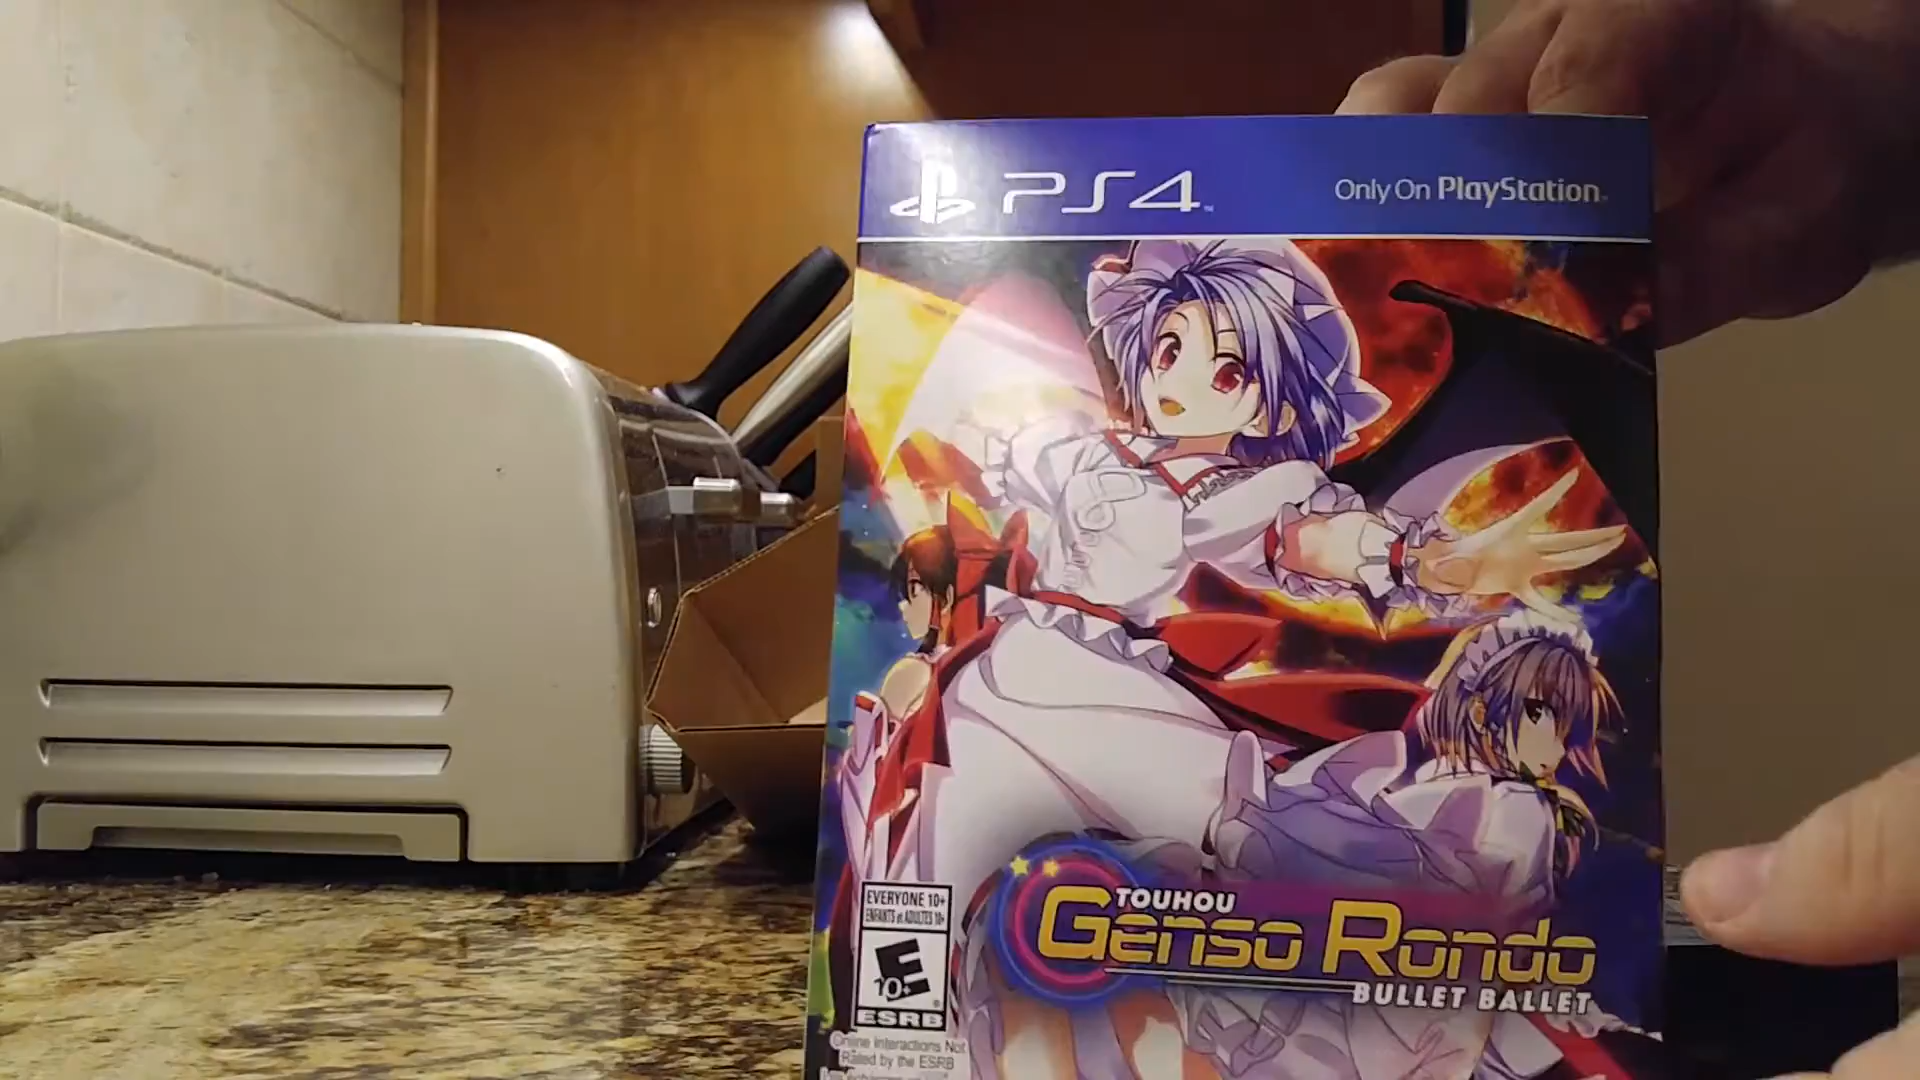 PS4™
Only On PlayStation®
TOUHOU
Genso Rondo
BULLET BALLET
EVERYONE 10+
ENFANTS et ADULTES 10+
E
10+
®
ESRB
Online Interactions Not
Rated by the ESRB